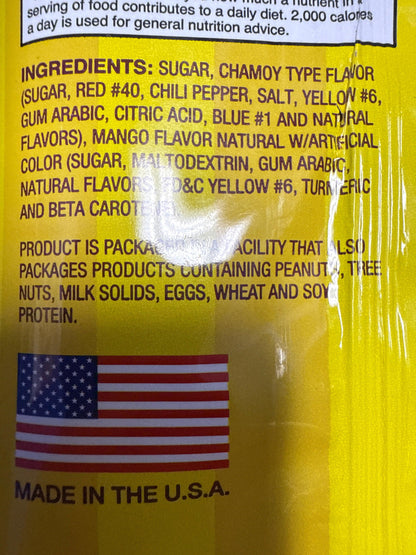 serving of food contributes to a daily diet. 2,000 calories
a day is used for general nutrition advice.
INGREDIENTS: SUGAR, CHAMOY TYPE FLAVOR
(SUGAR, RED #40, CHILI PEPPER, SALT, YELLOW #6,
GUM ARABIC, CITRIC ACID, BLUE #1 AND NATURAL
FLAVORS), MANGO FLAVOR NATURAL W/ARTIFICIAL
COLOR (SUGAR, MALTODEXTRIN, GUM ARABIC,
NATURAL FLAVORS, FD&C YELLOW #6, TURMERIC
AND BETA CAROTENE).
PRODUCT IS PACKAGED IN A FACILITY THAT ALSO
PACKAGES PRODUCTS CONTAINING PEANUT, TREE
NUTS, MILK SOLIDS, EGGS, WHEAT AND SOY
PROTEIN.
MADE IN THE U.S.A.